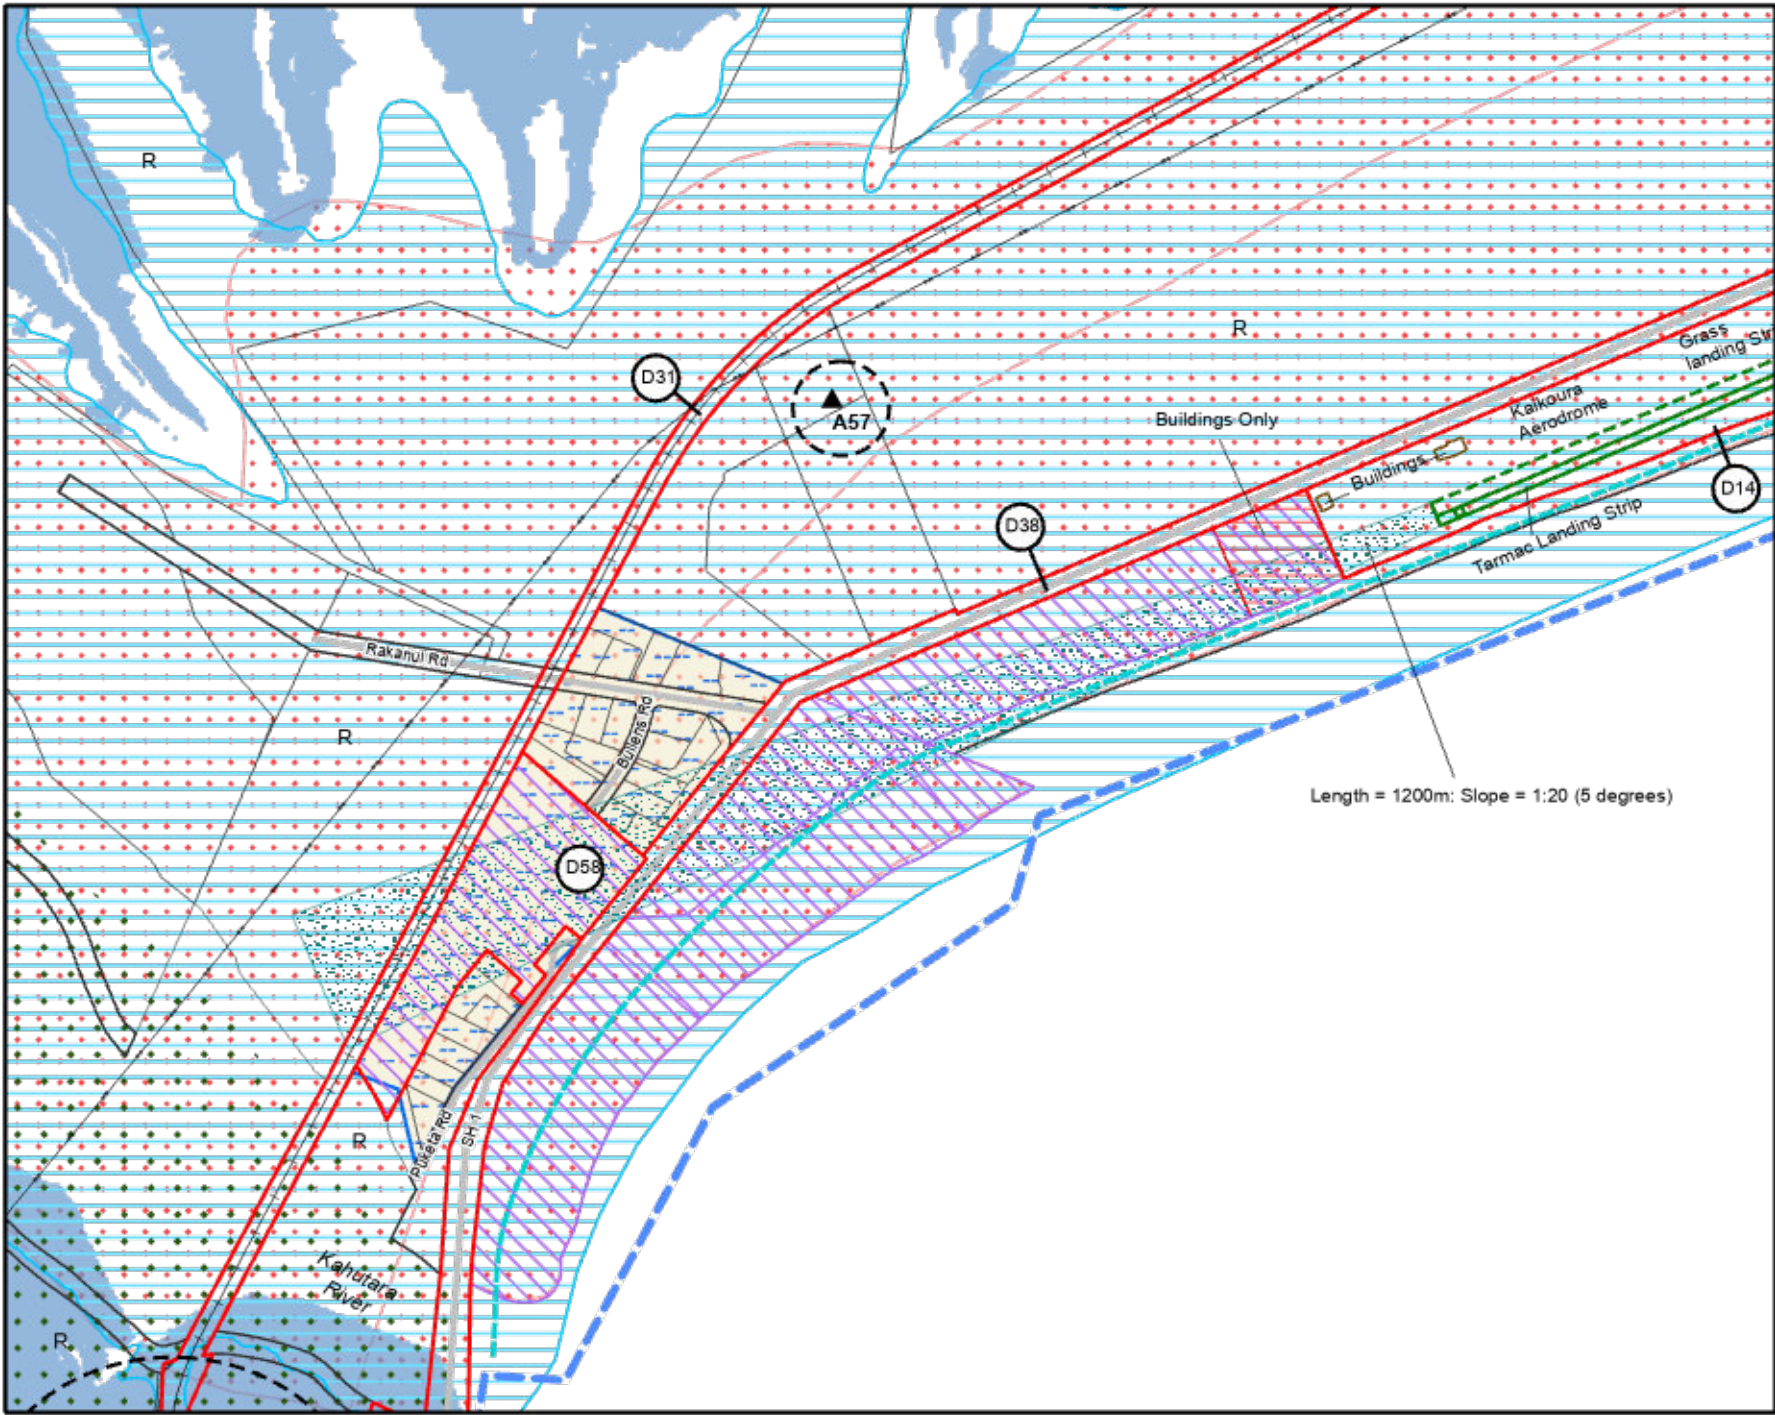 R
R
Grass
landing Str
D31
A57
Buildings Only
Kaikoura
Aerodrome
Buildings
D14
D38
Tarmac Landing Strip
Rakanui Rd
Bullens Rd
R
Length = 1200m: Slope = 1:20 (5 degrees)
D58
Puketa Rd
SH 1
R
Kahutara
River
R